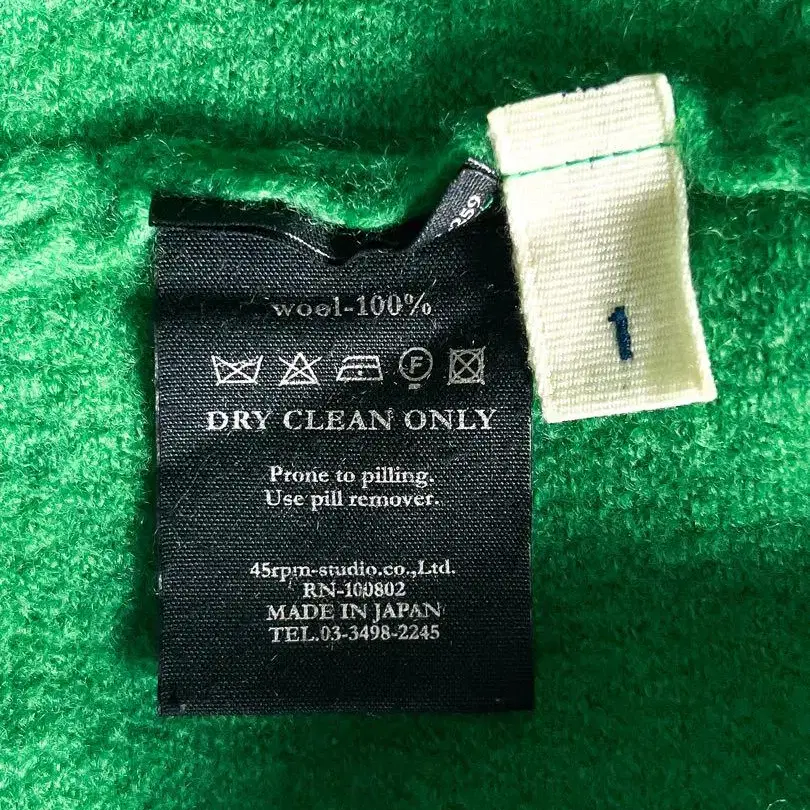 wool-100%
F
DRY CLEAN ONLY
Prone to pilling.
Use pill remover.
45rpm-studio.co.,Ltd.
RN-100802
MADE IN JAPAN
TEL.03-3498-2245
1